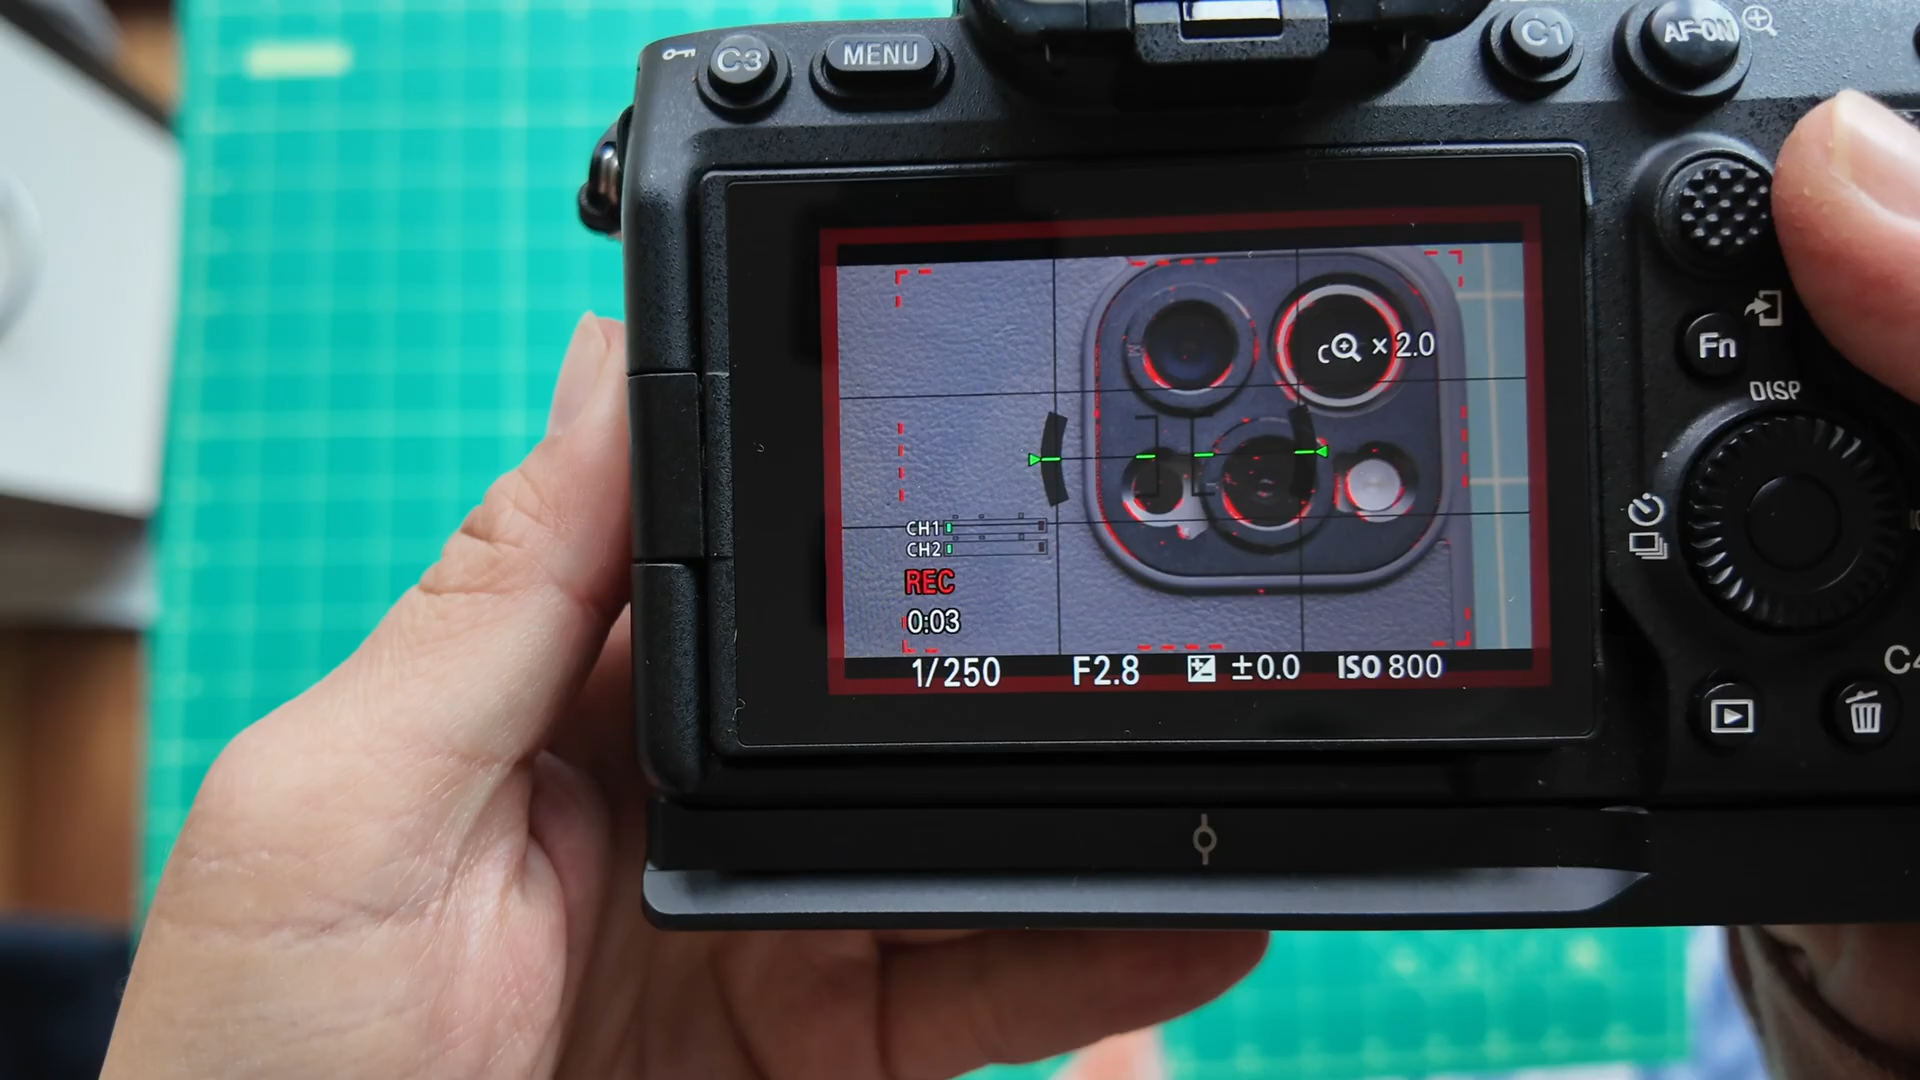 C3
MENU
C1
AF-ON
× 2.0
Fn
DISP
CH1
CH2
REC
0:03
1/250 F2.8 ±0.0 ISO 800